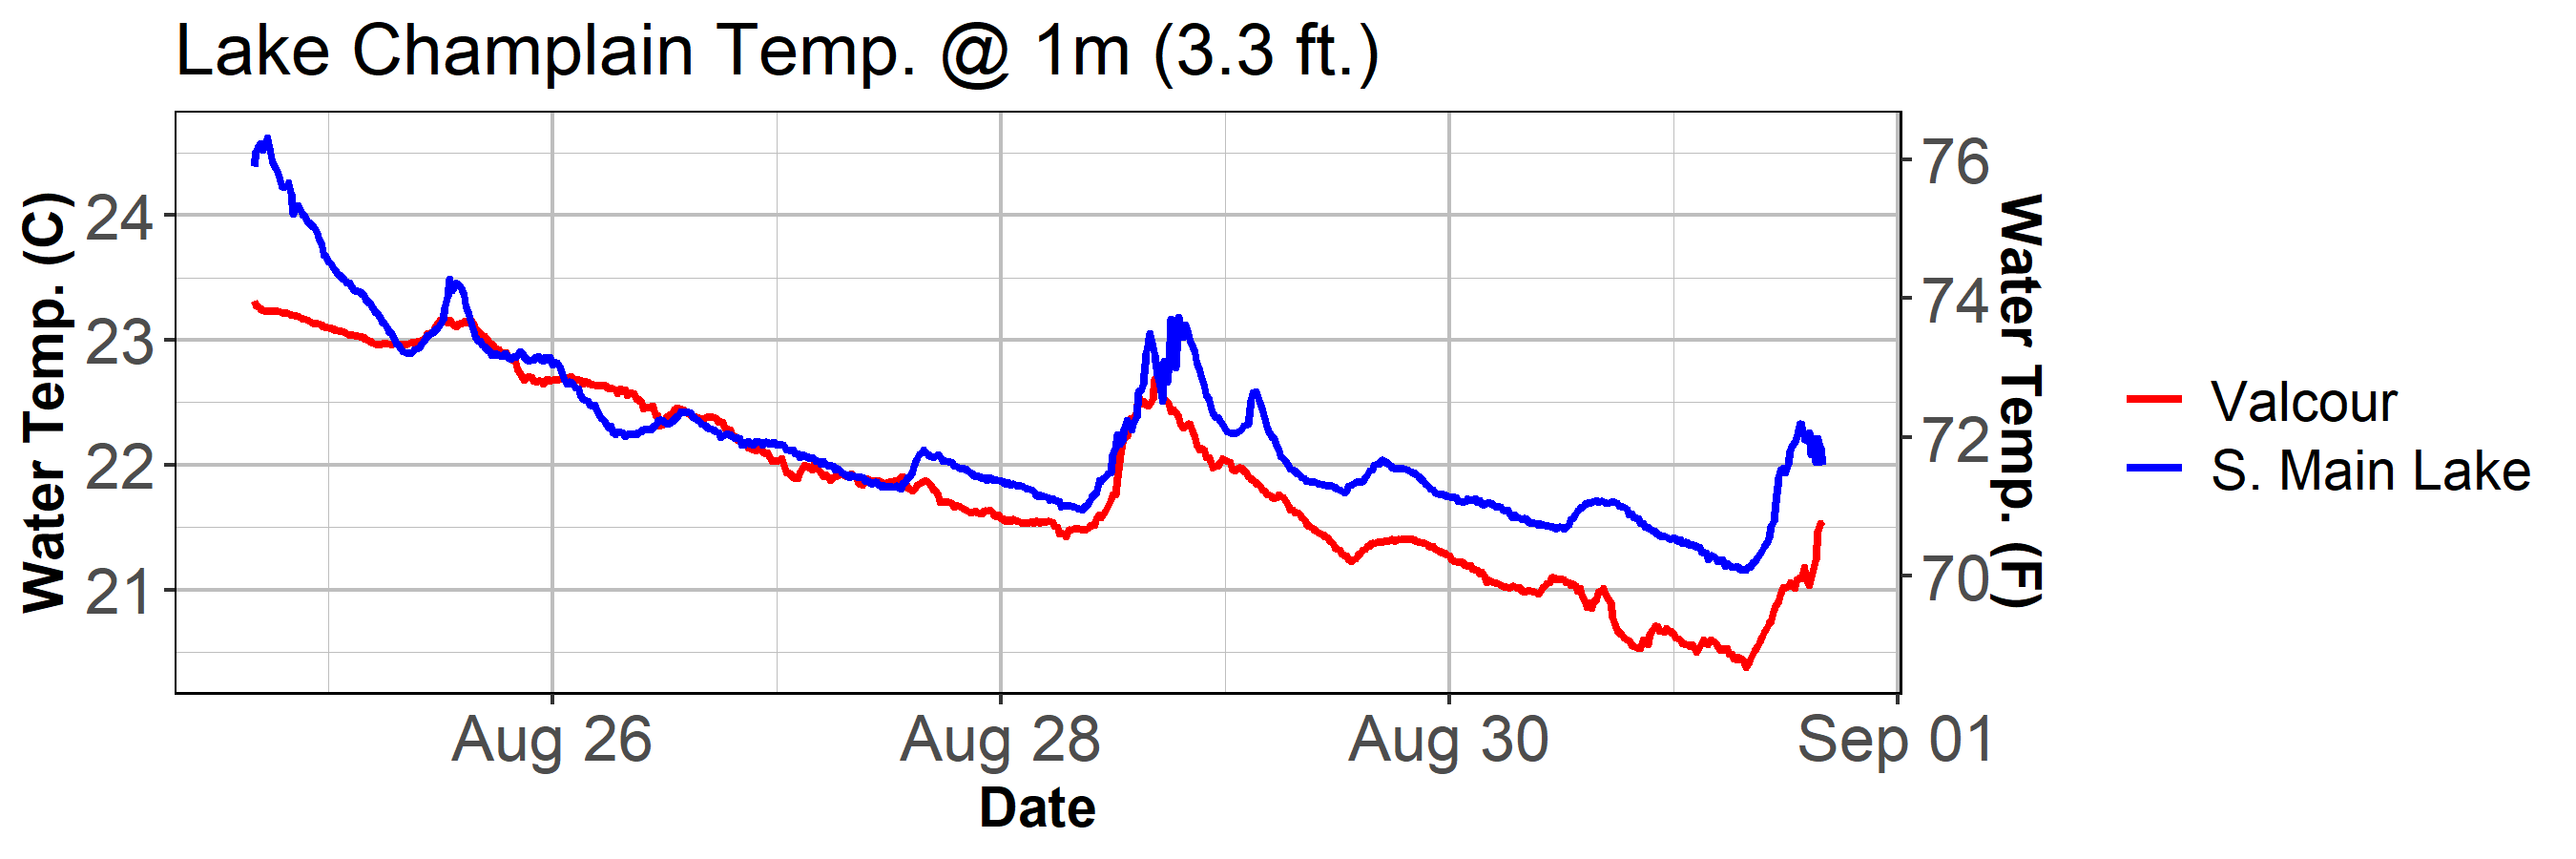 Lake Champlain Temp. @ 1m (3.3 ft.)
Water Temp. (C)
24
23
22
21
76
74
72
70
Water Temp. (F)
Aug 26
Aug 28
Aug 30
Sep 01
Date
Valcour
S. Main Lake